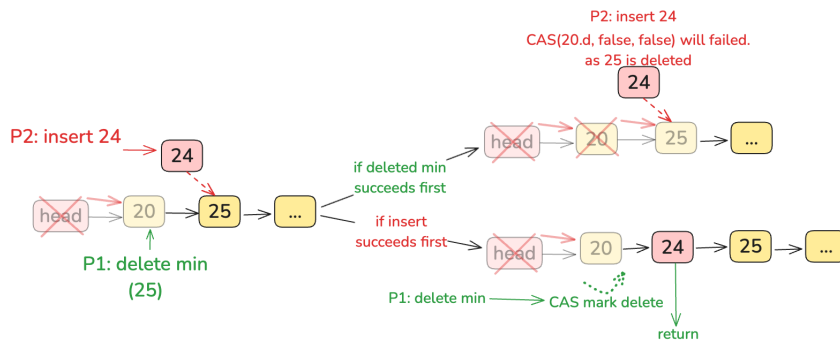 P2: insert 24
CAS(20.d, false, false) will failed.
as 25 is deleted
24
head
20
25
...
P2: insert 24
24
head
20
25
...
P1: delete min
(25)
if deleted min
succeeds first
if insert
succeeds first
head
20
24
25
...
P1: delete min
CAS mark delete
return